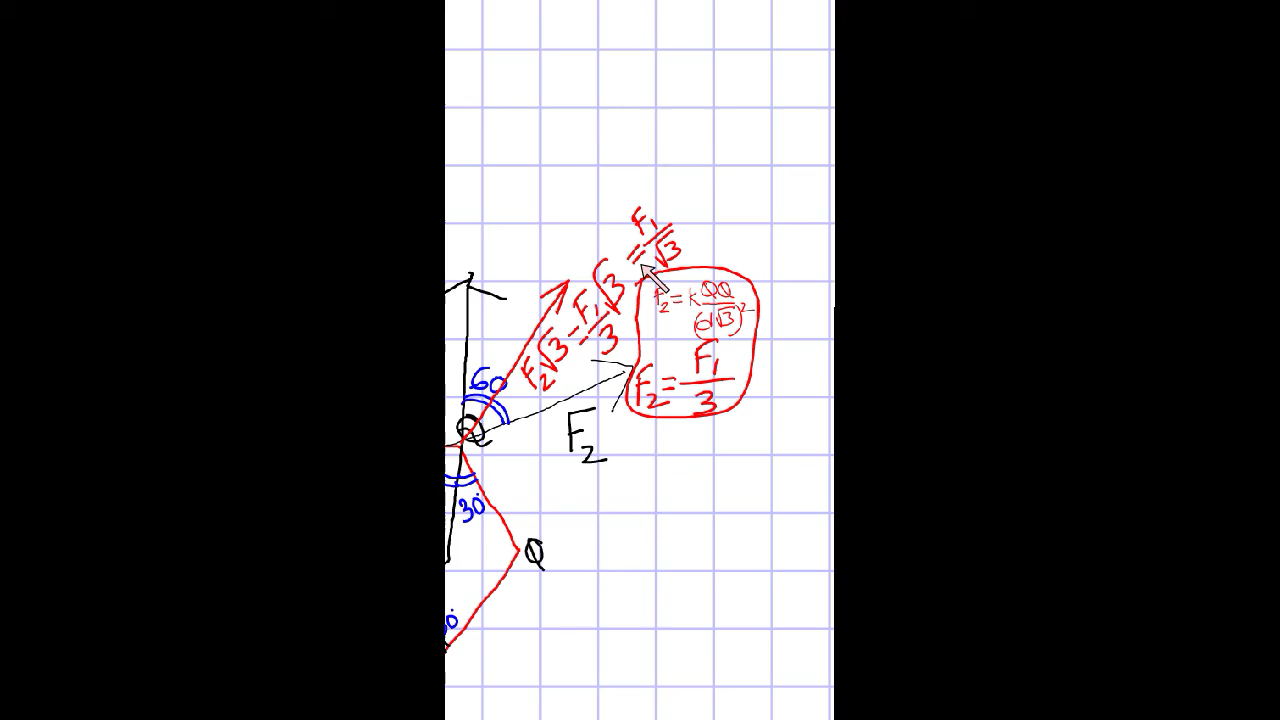 F₂√3 = F₁√3/3 = F₁/√3
F₂ = K QQ/(d√3)²
F₂ = F₁/3
60
Q
F₂
30°
Q